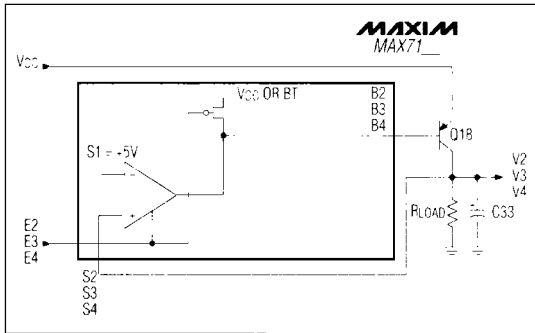 MAXIM
MAX71__
VCC
VCC OR BT
B2
B3
B4
Q18
S1 = +5V
V2
V3
V4
RLOAD
C33
E2
E3
E4
S2
S3
S4